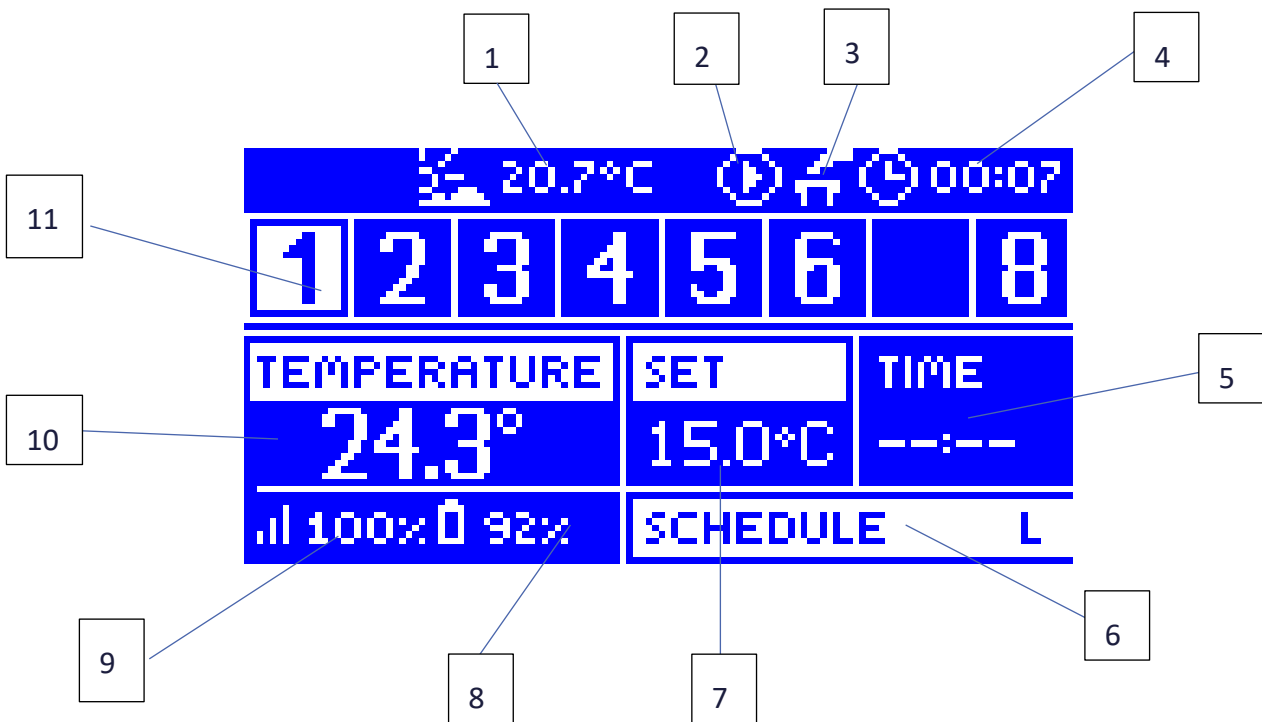 1 2 3 4
20.7°C 00:07
11
1 2 3 4 5 6 8
TEMPERATURE SET TIME
5
10
24.3° 15.0°C --:--
100% 92% SCHEDULE L
9 8 7 6